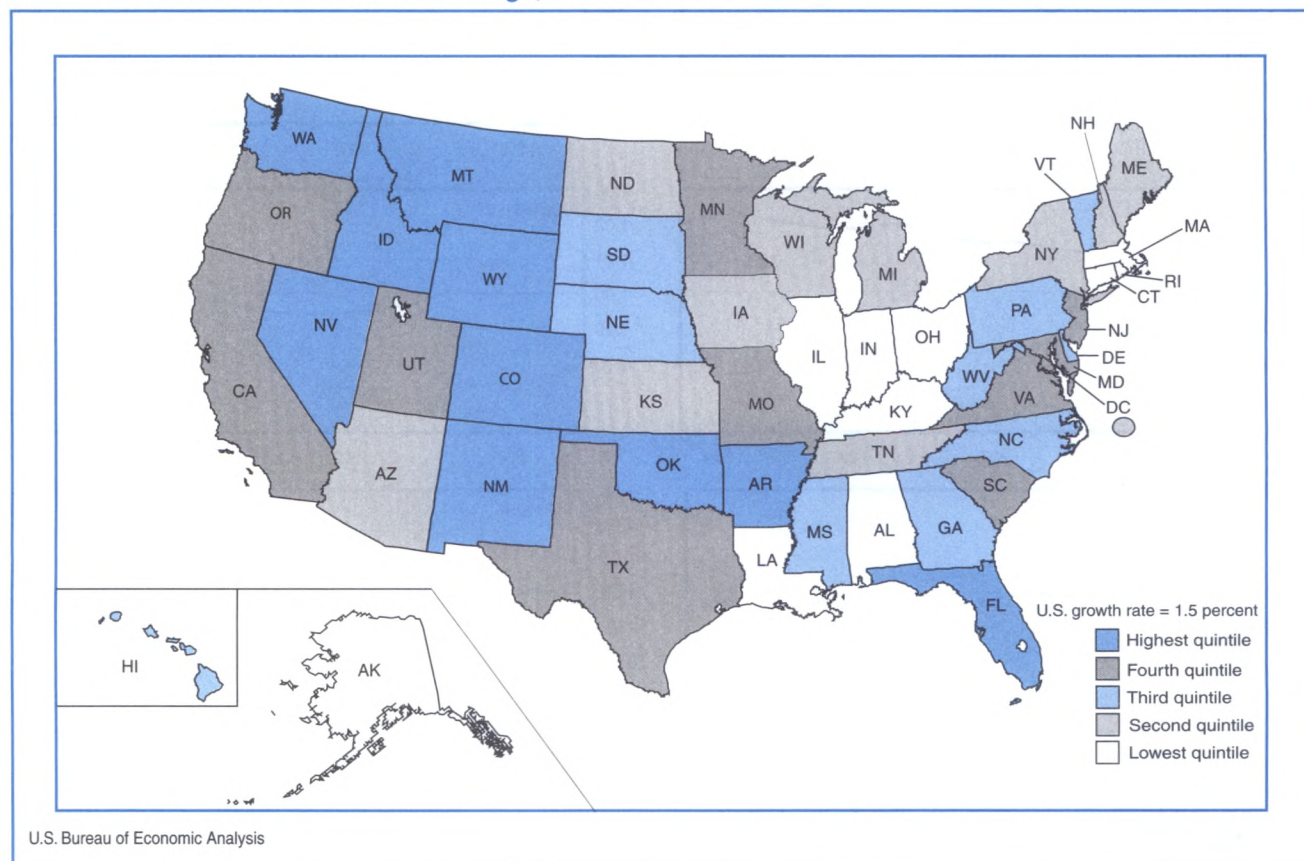 WA
MT
ND
MN
OR
ID
WY
SD
WI
MI
NH
VT
ME
NY
MA
RI
CT
NV
UT
CO
NE
IA
IL
IN
OH
PA
NJ
DE
MD
DC
CA
KS
MO
KY
WV
VA
AZ
NM
OK
AR
TN
NC
SC
TX
LA
MS
AL
GA
FL
HI
AK
U.S. growth rate = 1.5 percent
Highest quintile
Fourth quintile
Third quintile
Second quintile
Lowest quintile
U.S. Bureau of Economic Analysis